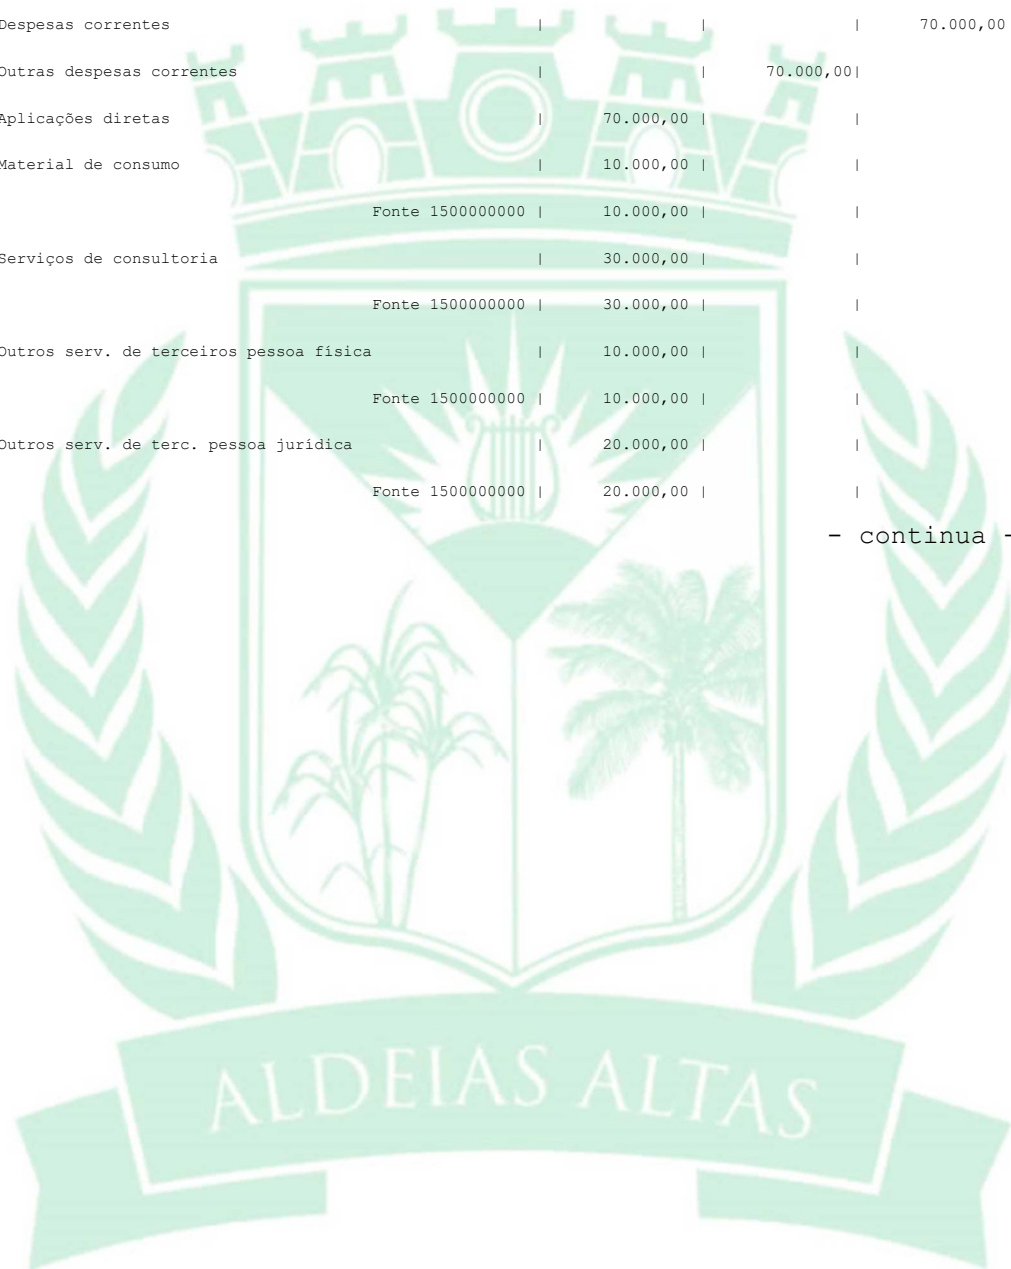 Despesas correntes | | | 70.000,00
Outras despesas correntes | | 70.000,00|
Aplicações diretas | 70.000,00 | |
Material de consumo | 10.000,00 | |
Fonte 1500000000 | 10.000,00 | |
Serviços de consultoria | 30.000,00 | |
Fonte 1500000000 | 30.000,00 | |
Outros serv. de terceiros pessoa física | 10.000,00 | |
Fonte 1500000000 | 10.000,00 | |
Outros serv. de terc. pessoa jurídica | 20.000,00 | |
Fonte 1500000000 | 20.000,00 | |
- continua -
ALDEIAS ALTAS